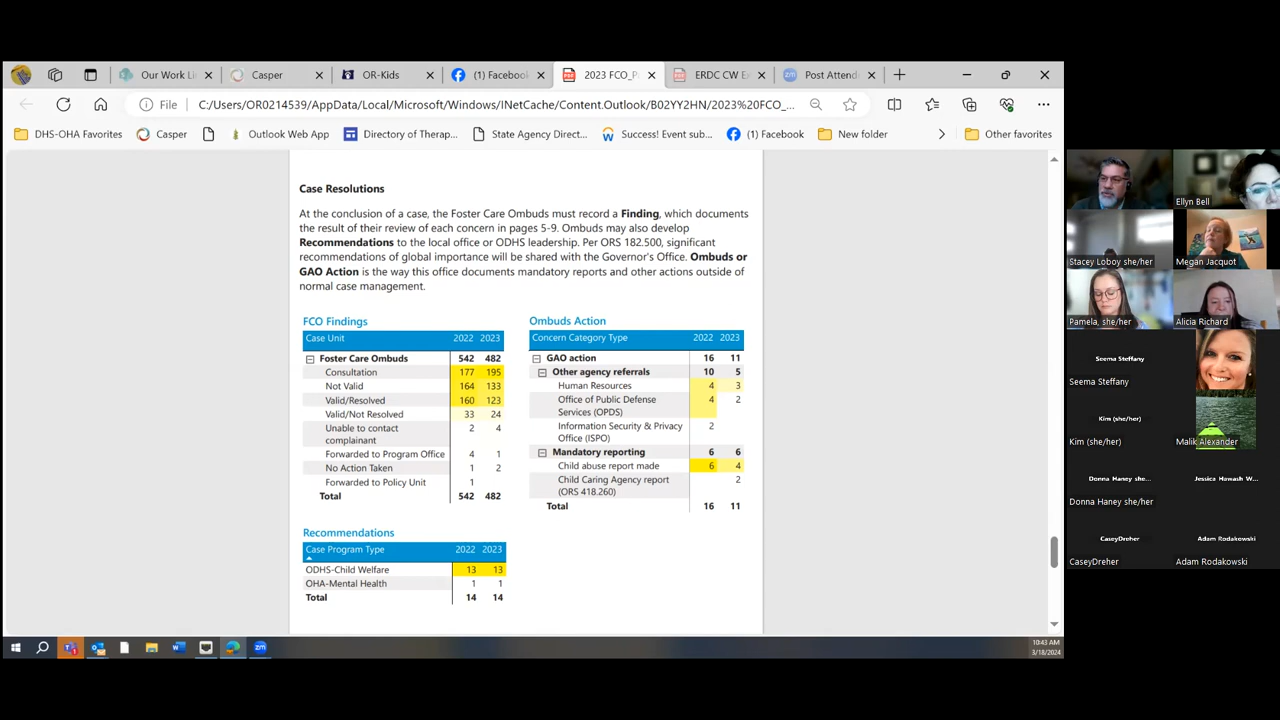 Our Work Li
Casper
OR-Kids
(1) Facebook
2023 FCO_P
ERDC CW Ex
Post Attend
File
C:/Users/OR0214539/AppData/Local/Microsoft/Windows/INetCache/Content.Outlook/B02YY2HN/2023%20FCO_...
DHS-OHA Favorites
Casper
Outlook Web App
Directory of Therap...
State Agency Direct...
Success! Event sub...
(1) Facebook
New folder
Other favorites
Case Resolutions
At the conclusion of a case, the Foster Care Ombuds must record a Finding, which documents
the result of their review of each concern in pages 5-9. Ombuds may also develop
Recommendations to the local office or ODHS leadership. Per ORS 182.500, significant
recommendations of global importance will be shared with the Governor's Office. Ombuds or
GAO Action is the way this office documents mandatory reports and other actions outside of
normal case management.
FCO Findings
Case Unit 2022 2023
Foster Care Ombuds 542 482
Consultation 177 195
Not Valid 164 133
Valid/Resolved 160 123
Valid/Not Resolved 33 24
Unable to contact
complainant 2 4
Forwarded to Program Office 4 1
No Action Taken 1 2
Forwarded to Policy Unit 1
Total 542 482
Ombuds Action
Concern Category Type 2022 2023
GAO action 16 11
Other agency referrals 10 5
Human Resources 4 3
Office of Public Defense
Services (OPDS) 4 2
Information Security & Privacy
Office (ISPO) 2
Mandatory reporting 6 6
Child abuse report made 6 4
Child Caring Agency report
(ORS 418.260) 2
Total 16 11
Recommendations
Case Program Type 2022 2023
ODHS-Child Welfare 13 13
OHA-Mental Health 1 1
Total 14 14
10:43 AM
3/18/2024
Ellyn Bell
Stacey Loboy she/her
Megan Jacquot
Pamela, she/her
Alicia Richard
Seema Steffany
Seema Steffany
Kim (she/her)
Kim (she/her)
Malik Alexander
Donna Haney she...
Donna Haney she/her
Jessica Hawash W...
CaseyDreher
CaseyDreher
Adam Rodakowski
Adam Rodakowski